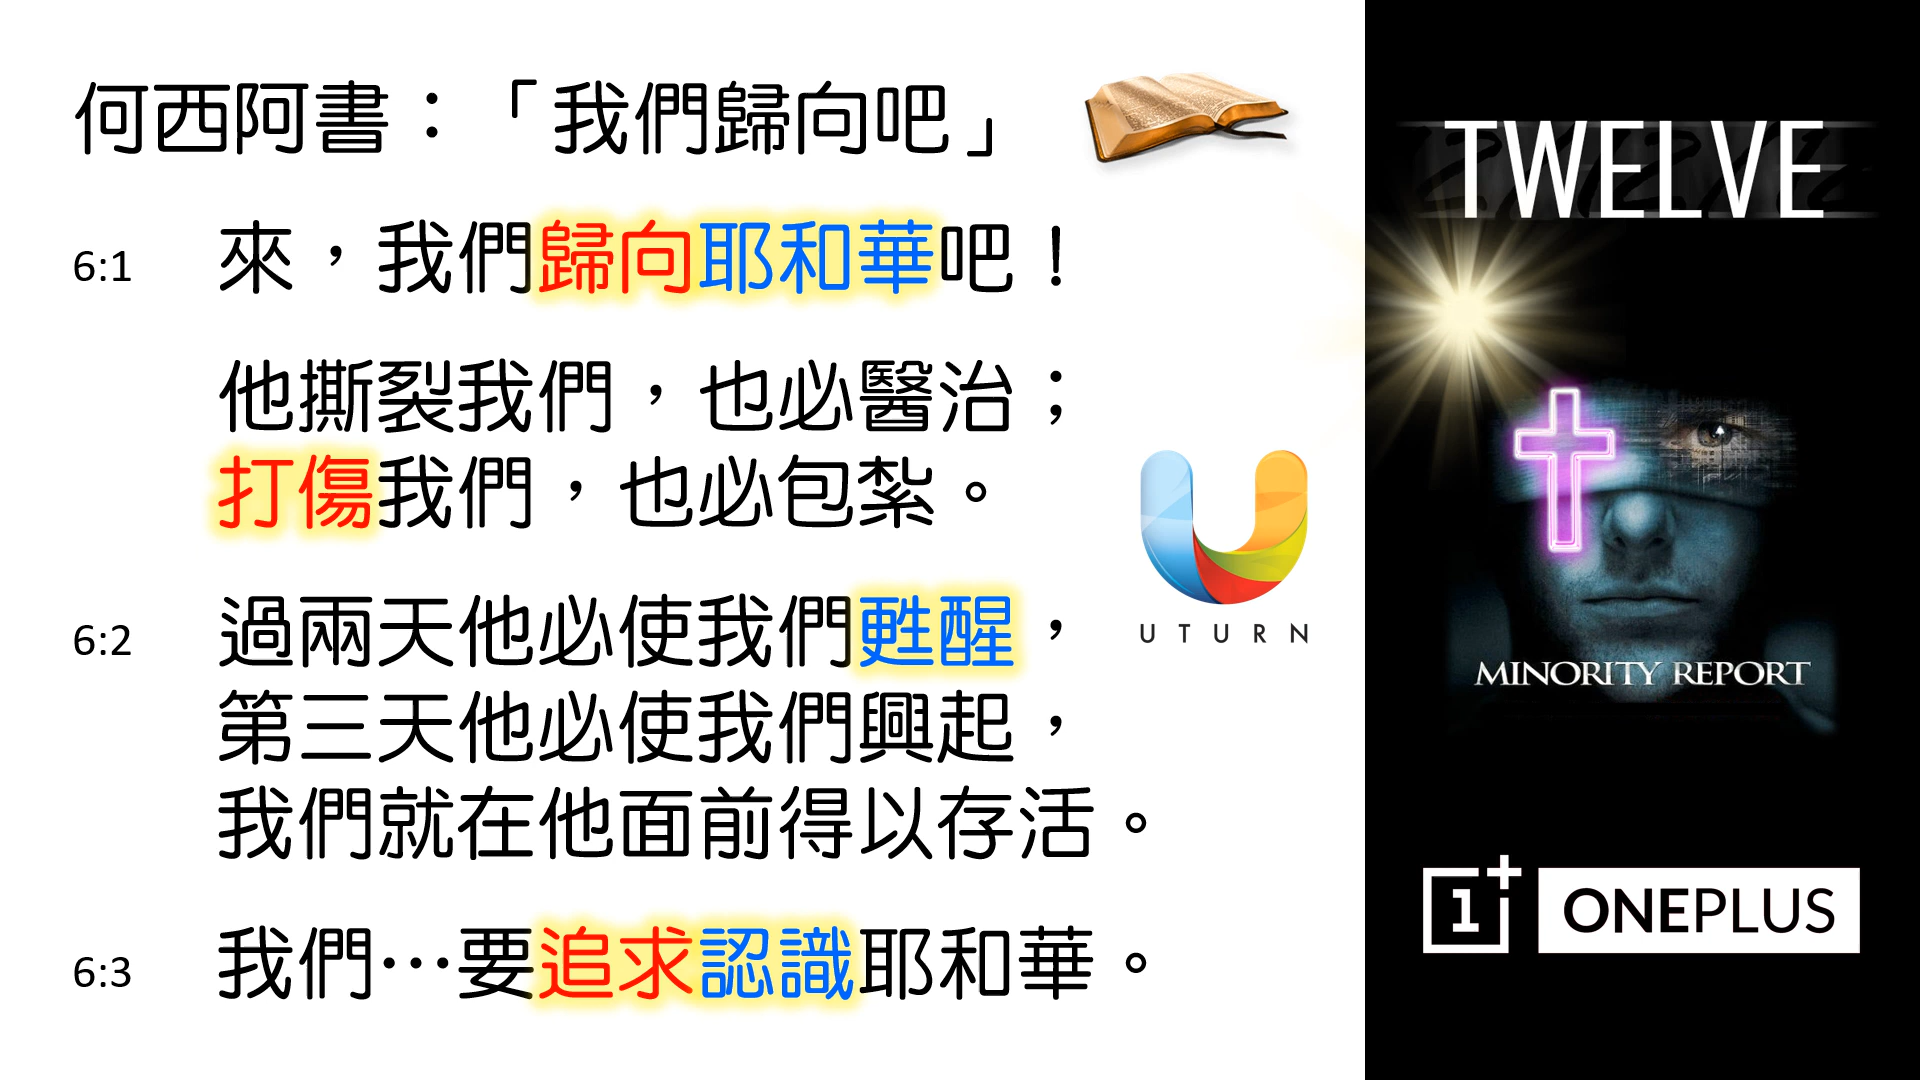 何西阿書：「我們歸向吧」
6:1 來，我們歸向耶和華吧！
他撕裂我們，也必醫治；
打傷我們，也必包紮。
6:2 過兩天他必使我們甦醒，
第三天他必使我們興起，
我們就在他面前得以存活。
6:3 我們…要追求認識耶和華。
UTURN
TWELVE
MINORITY REPORT
1+ ONEPLUS